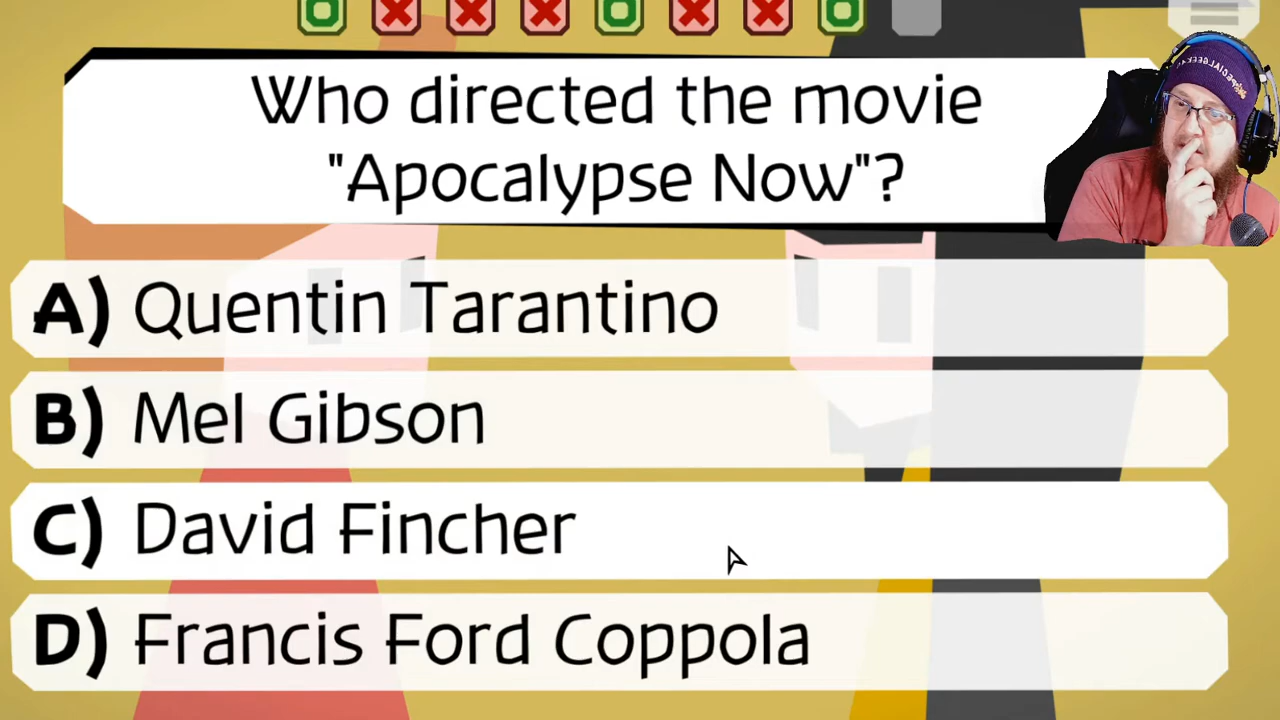 Who directed the movie
"Apocalypse Now"?
A) Quentin Tarantino
B) Mel Gibson
C) David Fincher
D) Francis Ford Coppola